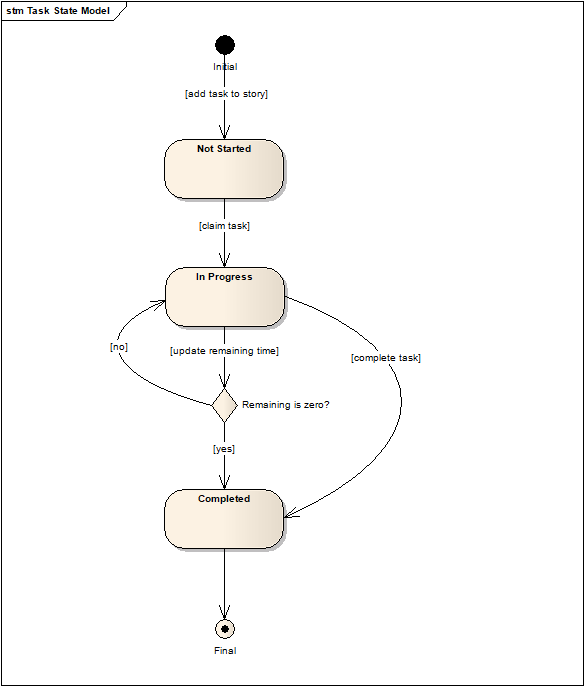 stm Task State Model
Initial
[add task to story]
Not Started
[claim task]
In Progress
[no]
[update remaining time]
[complete task]
Remaining is zero?
[yes]
Completed
Final